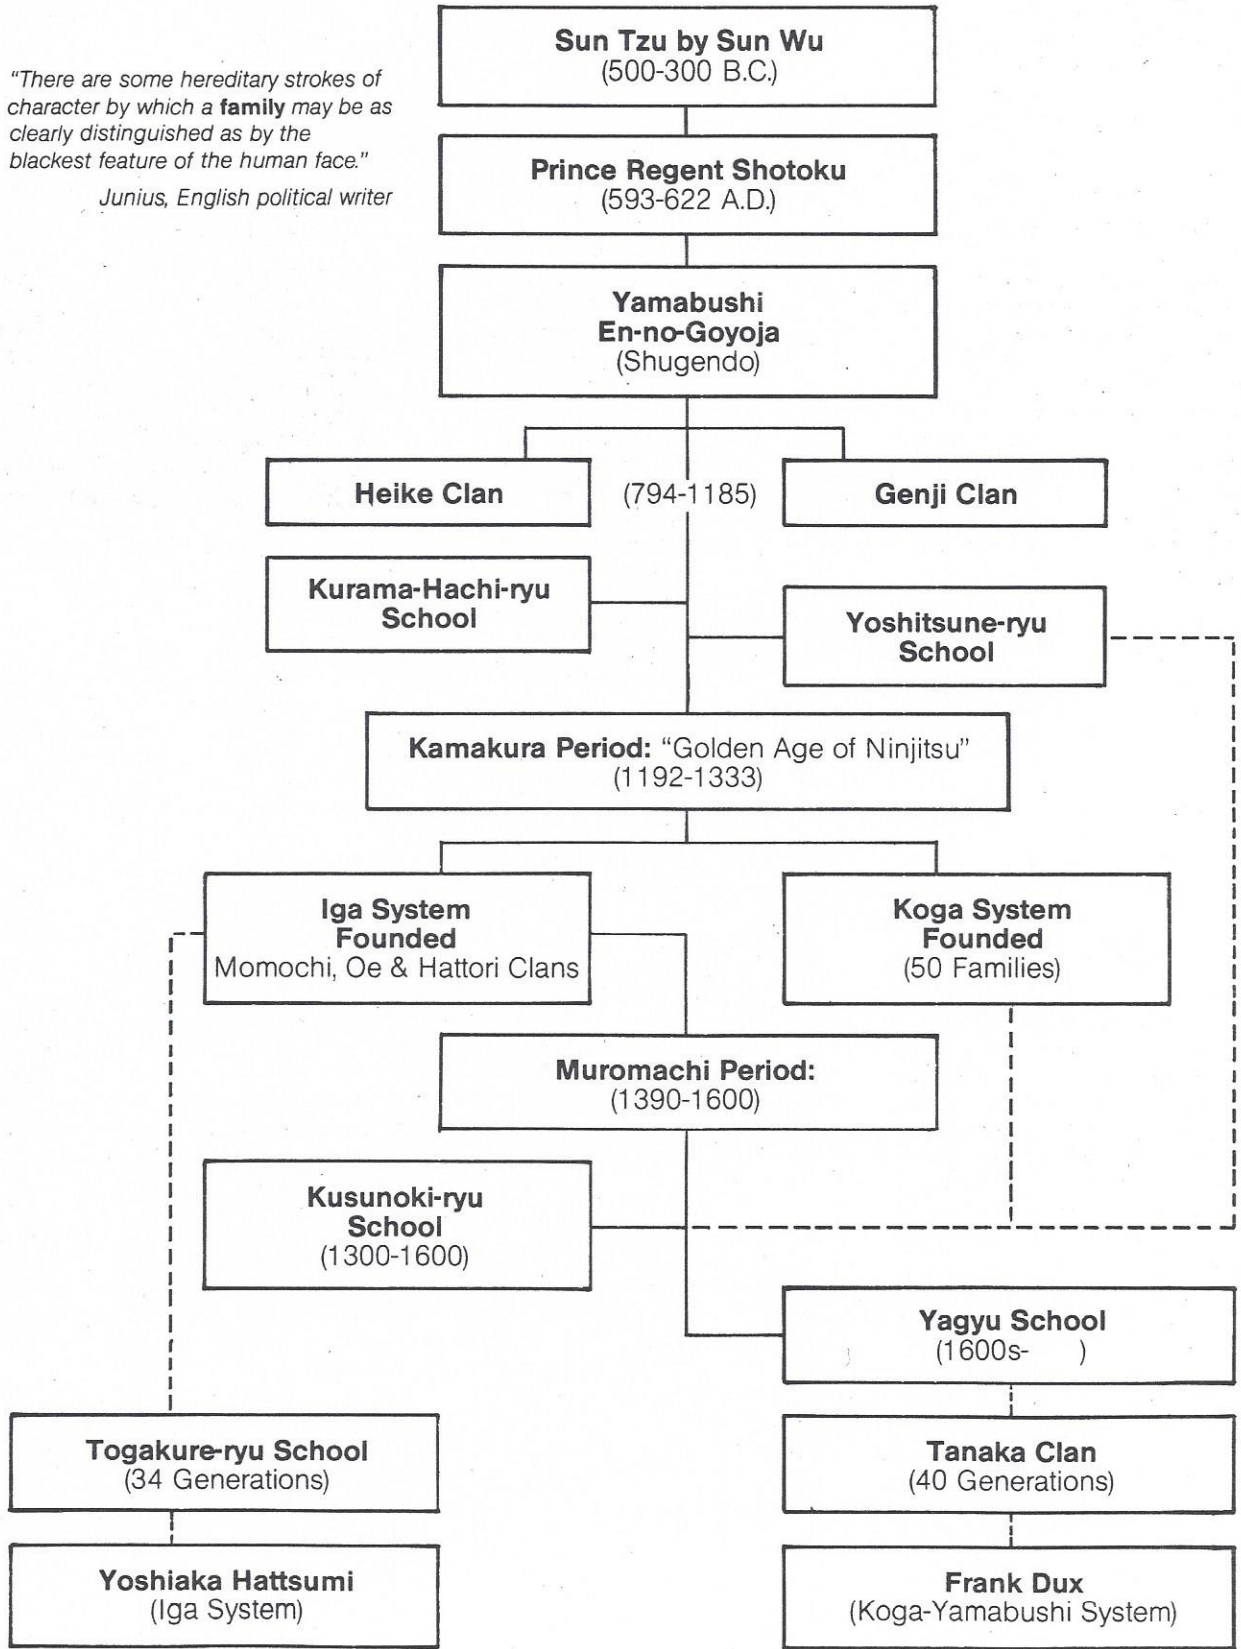 "There are some hereditary strokes of
character by which a family may be as
clearly distinguished as by the
blackest feature of the human face."
Junius, English political writer
Sun Tzu by Sun Wu
(500-300 B.C.)
Prince Regent Shotoku
(593-622 A.D.)
Yamabushi
En-no-Goyoja
(Shugendo)
Heike Clan
(794-1185)
Genji Clan
Kurama-Hachi-ryu
School
Yoshitsune-ryu
School
Kamakura Period: "Golden Age of Ninjitsu"
(1192-1333)
Iga System
Founded
Momochi, Oe & Hattori Clans
Koga System
Founded
(50 Families)
Muromachi Period:
(1390-1600)
Kusunoki-ryu
School
(1300-1600)
Yagyu School
(1600s- )
Togakure-ryu School
(34 Generations)
Tanaka Clan
(40 Generations)
Yoshiaka Hattsumi
(Iga System)
Frank Dux
(Koga-Yamabushi System)